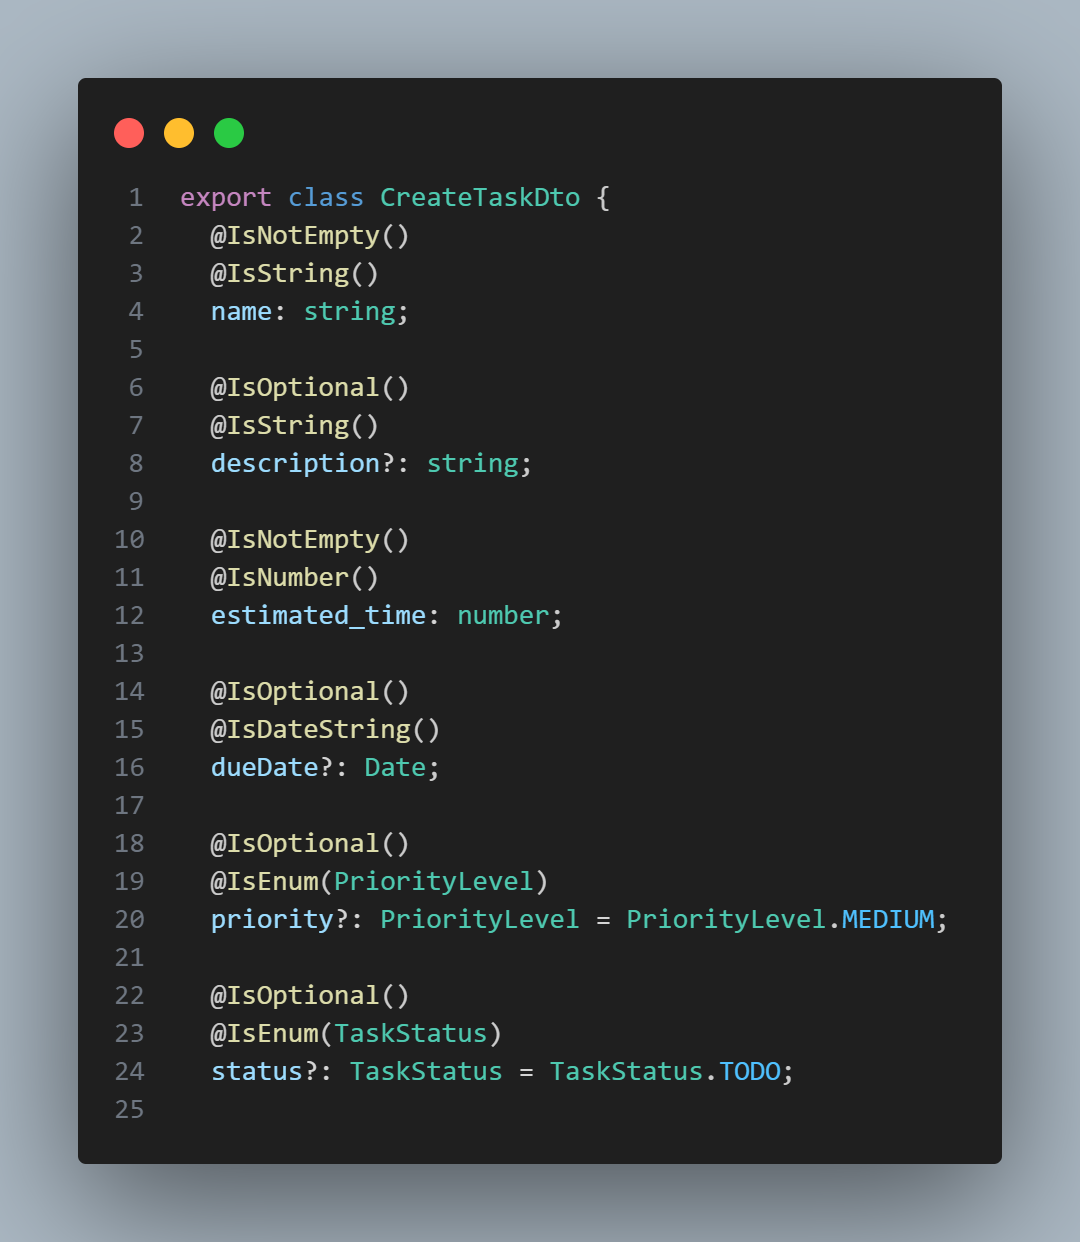 1 export class CreateTaskDto {
2 @IsNotEmpty()
3 @IsString()
4 name: string;
5
6 @IsOptional()
7 @IsString()
8 description?: string;
9
10 @IsNotEmpty()
11 @IsNumber()
12 estimated_time: number;
13
14 @IsOptional()
15 @IsDateString()
16 dueDate?: Date;
17
18 @IsOptional()
19 @IsEnum(PriorityLevel)
20 priority?: PriorityLevel = PriorityLevel.MEDIUM;
21
22 @IsOptional()
23 @IsEnum(TaskStatus)
24 status?: TaskStatus = TaskStatus.TODO;
25